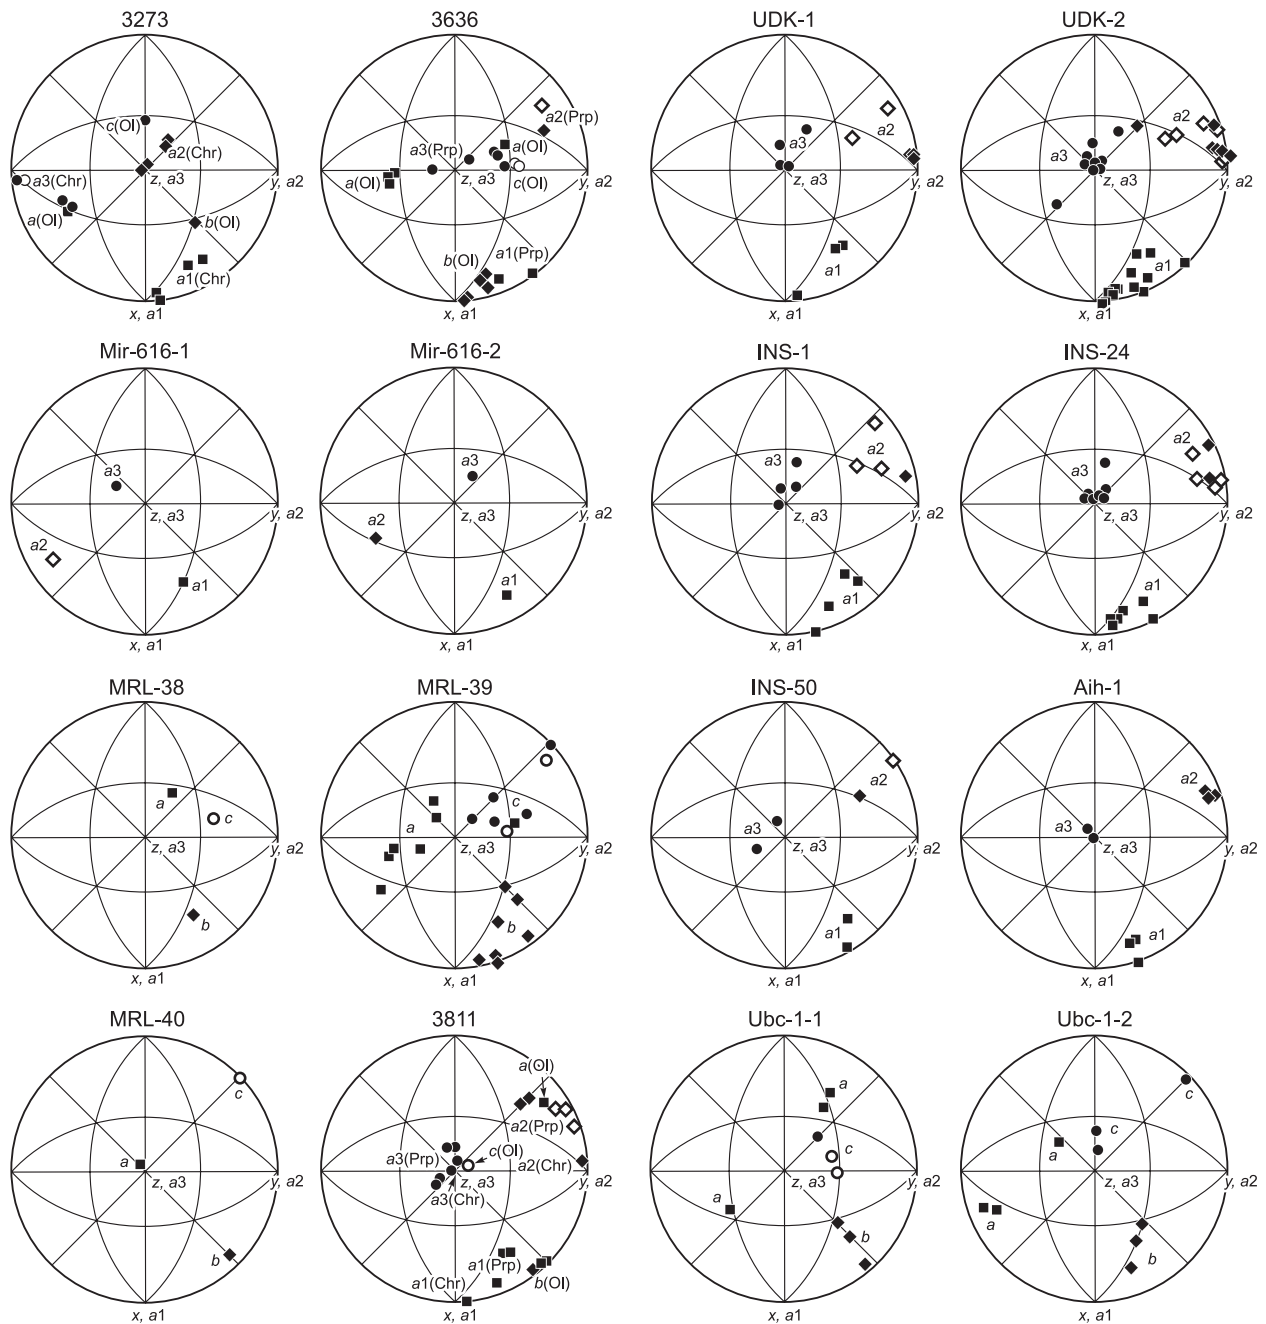 3273 3636 UDK-1 UDK-2
c(Ol) a2(Chr) a3(Chr) z, a3 y, a2 a(Ol) b(Ol) a1(Chr) x, a1
a2(Prp) a(Ol) a3(Prp) a(Ol) z, a3 c(Ol) y, a2 b(Ol) a1(Prp) x, a1
a2 a3 z, a3 y, a2 a1 x, a1
a2 a3 z, a3 y, a2 a1 x, a1
Mir-616-1 Mir-616-2 INS-1 INS-24
a3 z, a3 y, a2 a2 a1 x, a1
a3 z, a3 y, a2 a2 a1 x, a1
a2 a3 z, a3 y, a2 a1 x, a1
a2 a3 z, a3 y, a2 a1 x, a1
MRL-38 MRL-39 INS-50 Aih-1
a c z, a3 y, a2 b x, a1
c a z, a3 y, a2 b x, a1
a2 a3 z, a3 y, a2 a1 x, a1
a2 a3 z, a3 y, a2 a1 x, a1
MRL-40 3811 Ubc-1-1 Ubc-1-2
c a z, a3 y, a2 b x, a1
a(Ol) a2(Prp) a3(Prp) c(Ol) a2(Chr) z, a3 y, a2 a3(Chr) a1(Prp) a1(Chr) b(Ol) x, a1
a c z, a3 y, a2 a b x, a1
c c a z, a3 y, a2 a b x, a1